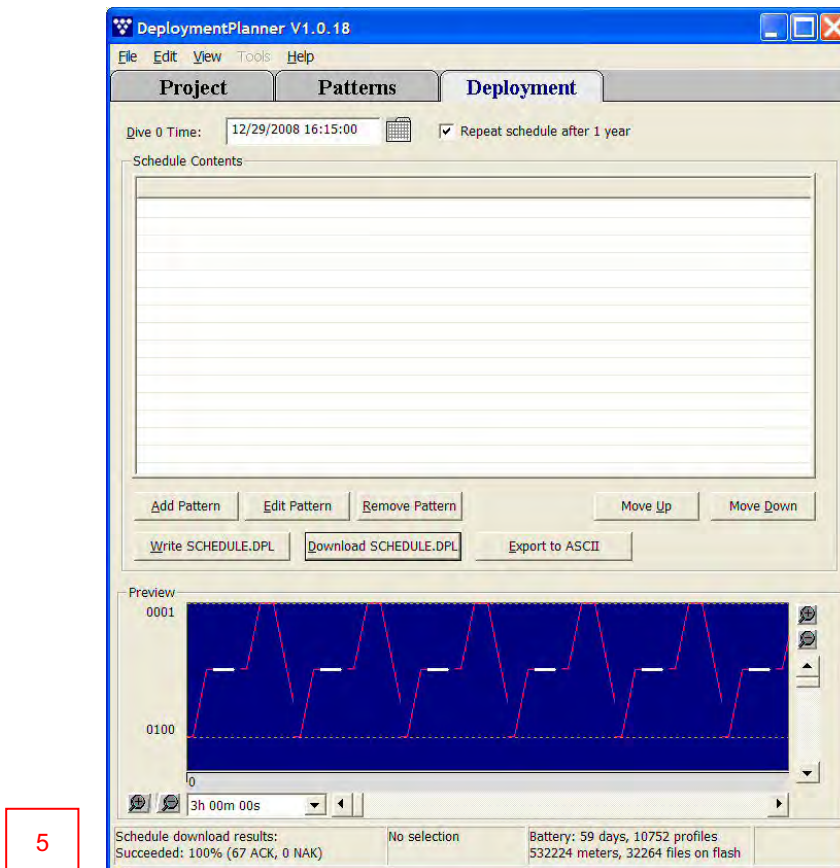 DeploymentPlanner V1.0.18
File Edit View Tools Help
Project Patterns Deployment
Dive 0 Time: 12/29/2008 16:15:00 Repeat schedule after 1 year
Schedule Contents
Add Pattern Edit Pattern Remove Pattern Move Up Move Down
Write SCHEDULE.DPL Download SCHEDULE.DPL Export to ASCII
Preview
0001
0100
0
3h 00m 00s
5
Schedule download results: No selection Battery: 59 days, 10752 profiles
Succeeded: 100% (67 ACK, 0 NAK) 532224 meters, 32264 files on flash